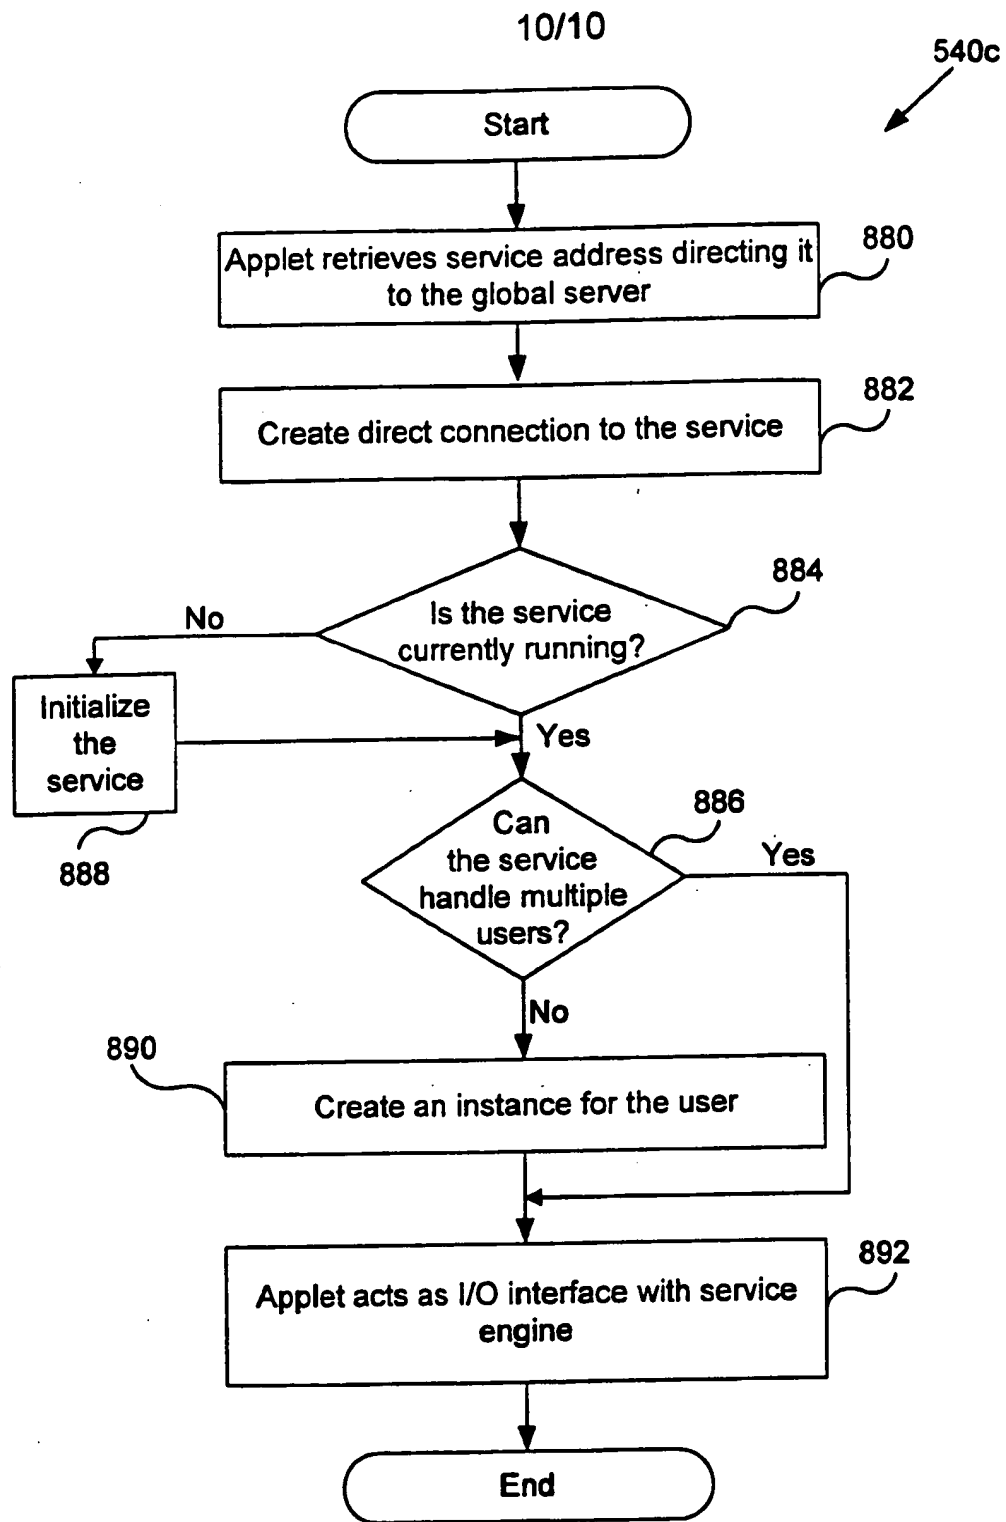 10/10
540c
Start
Applet retrieves service address directing it
to the global server
880
Create direct connection to the service
882
Is the service
currently running?
884
No
Initialize
the
service
888
Yes
Can
the service
handle multiple
users?
886
Yes
No
890
Create an instance for the user
Applet acts as I/O interface with service
engine
892
End